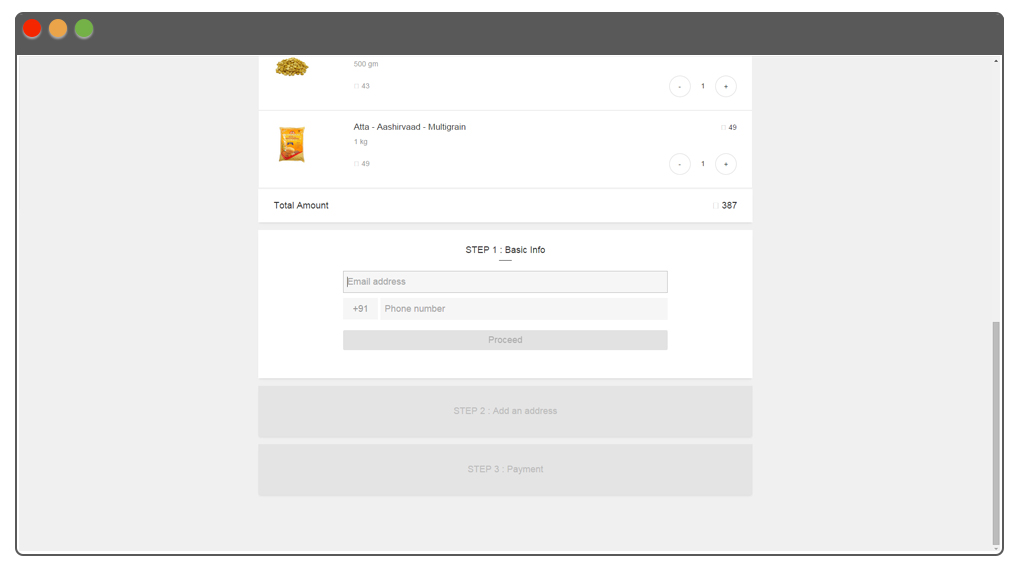 500 gm
43
- 1 +
Atta - Aashirvaad - Multigrain 49
1 kg
49
- 1 +
Total Amount 387
STEP 1 : Basic Info
Email address
+91 Phone number
Proceed
STEP 2 : Add an address
STEP 3 : Payment